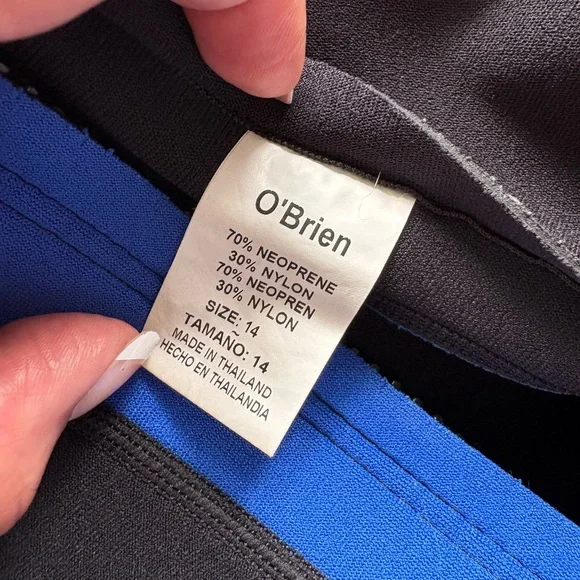 O'Brien
70% NEOPRENE
30% NYLON
70% NEOPREN
30% NYLON
SIZE: 14
TAMAÑO: 14
MADE IN THAILAND
HECHO EN THAILANDIA